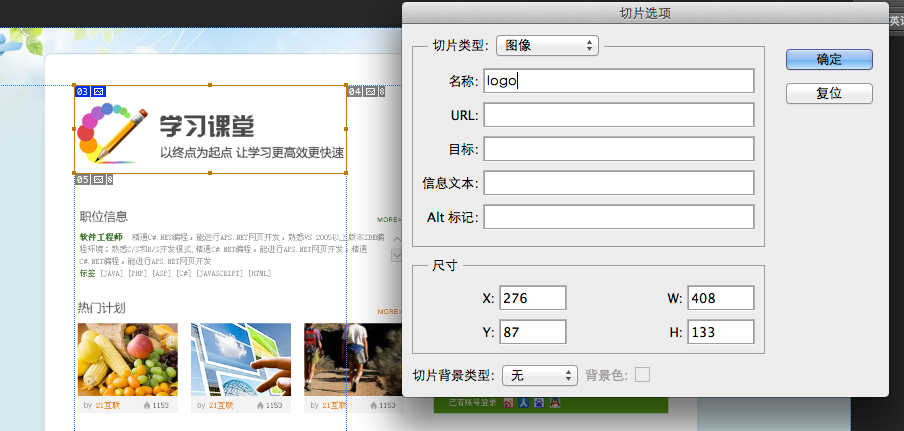 切片选项
英语
切片类型: 图像
确定
名称: logo
复位
URL:
目标:
信息文本:
Alt 标记:
尺寸
X: 276
W: 408
Y: 87
H: 133
切片背景类型: 无
背景色:
03
04
学习课堂
以终点为起点 让学习更高效更快速
05
职位信息
MORE>
软件工程师 精通C#.NET编程，能进行APS.NET网页开发，熟悉VS 2005以上版本IDE编
程环境；熟悉C/S和B/S开发模式,精通C#.NET编程，能进行APS.NET网页开发，精通
C#.NET编程，能进行APS.NET网页开发
标签 [JAVA] [PHP] [ASP] [C#] [JAVASCRIPT] [HTML]
热门计划
MORE>
by 21互联 1153
by 21互联 1153
by 21互联 1153
已有账号登录